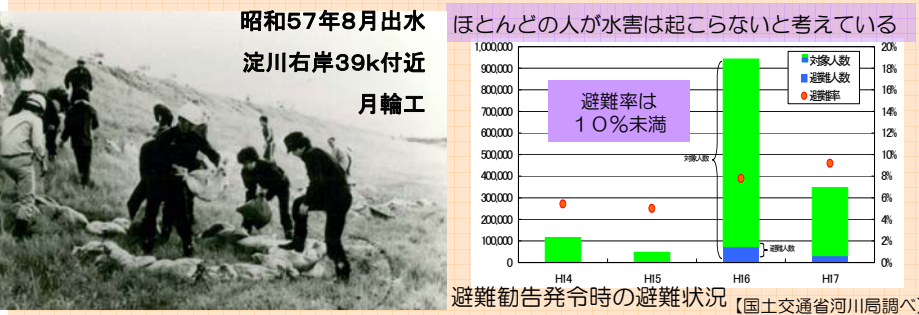 昭和57年8月出水
淀川右岸39k付近
月輪工
ほとんどの人が水害は起こらないと考えている
1,000,000
900,000
800,000
700,000
600,000
500,000
400,000
300,000
200,000
100,000
0
20%
18%
16%
14%
12%
10%
8%
6%
4%
2%
0%
避難率は
10%未満
対象人数
避難人数
避難率
対象人数
避難人数
H14
H15
H16
H17
避難勧告発令時の避難状況
【国土交通省河川局調べ】